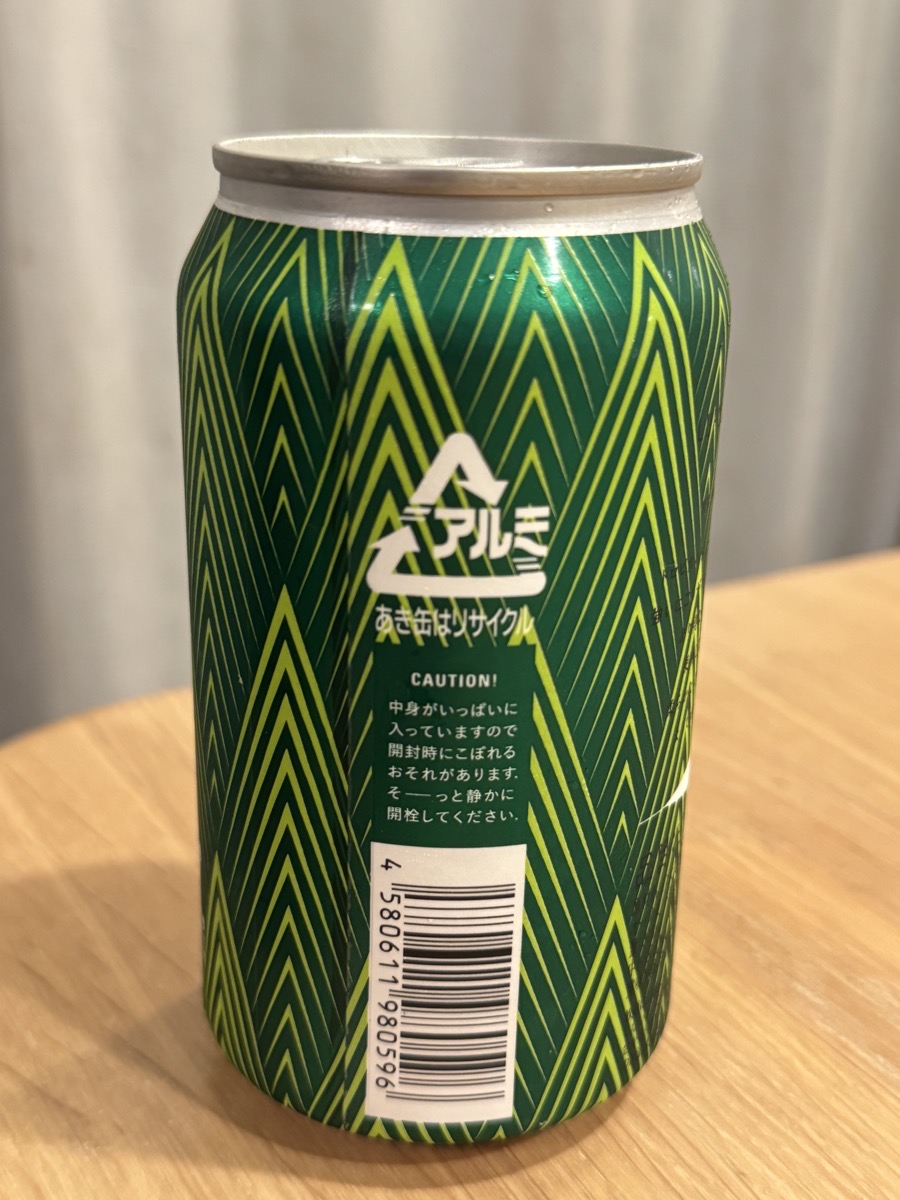 アルミ
あき缶はリサイクル
CAUTION!
中身がいっぱいに
入っていますので
開封時にこぼれる
おそれがあります.
そ──っと静かに
開栓してください.
4 580611 980596